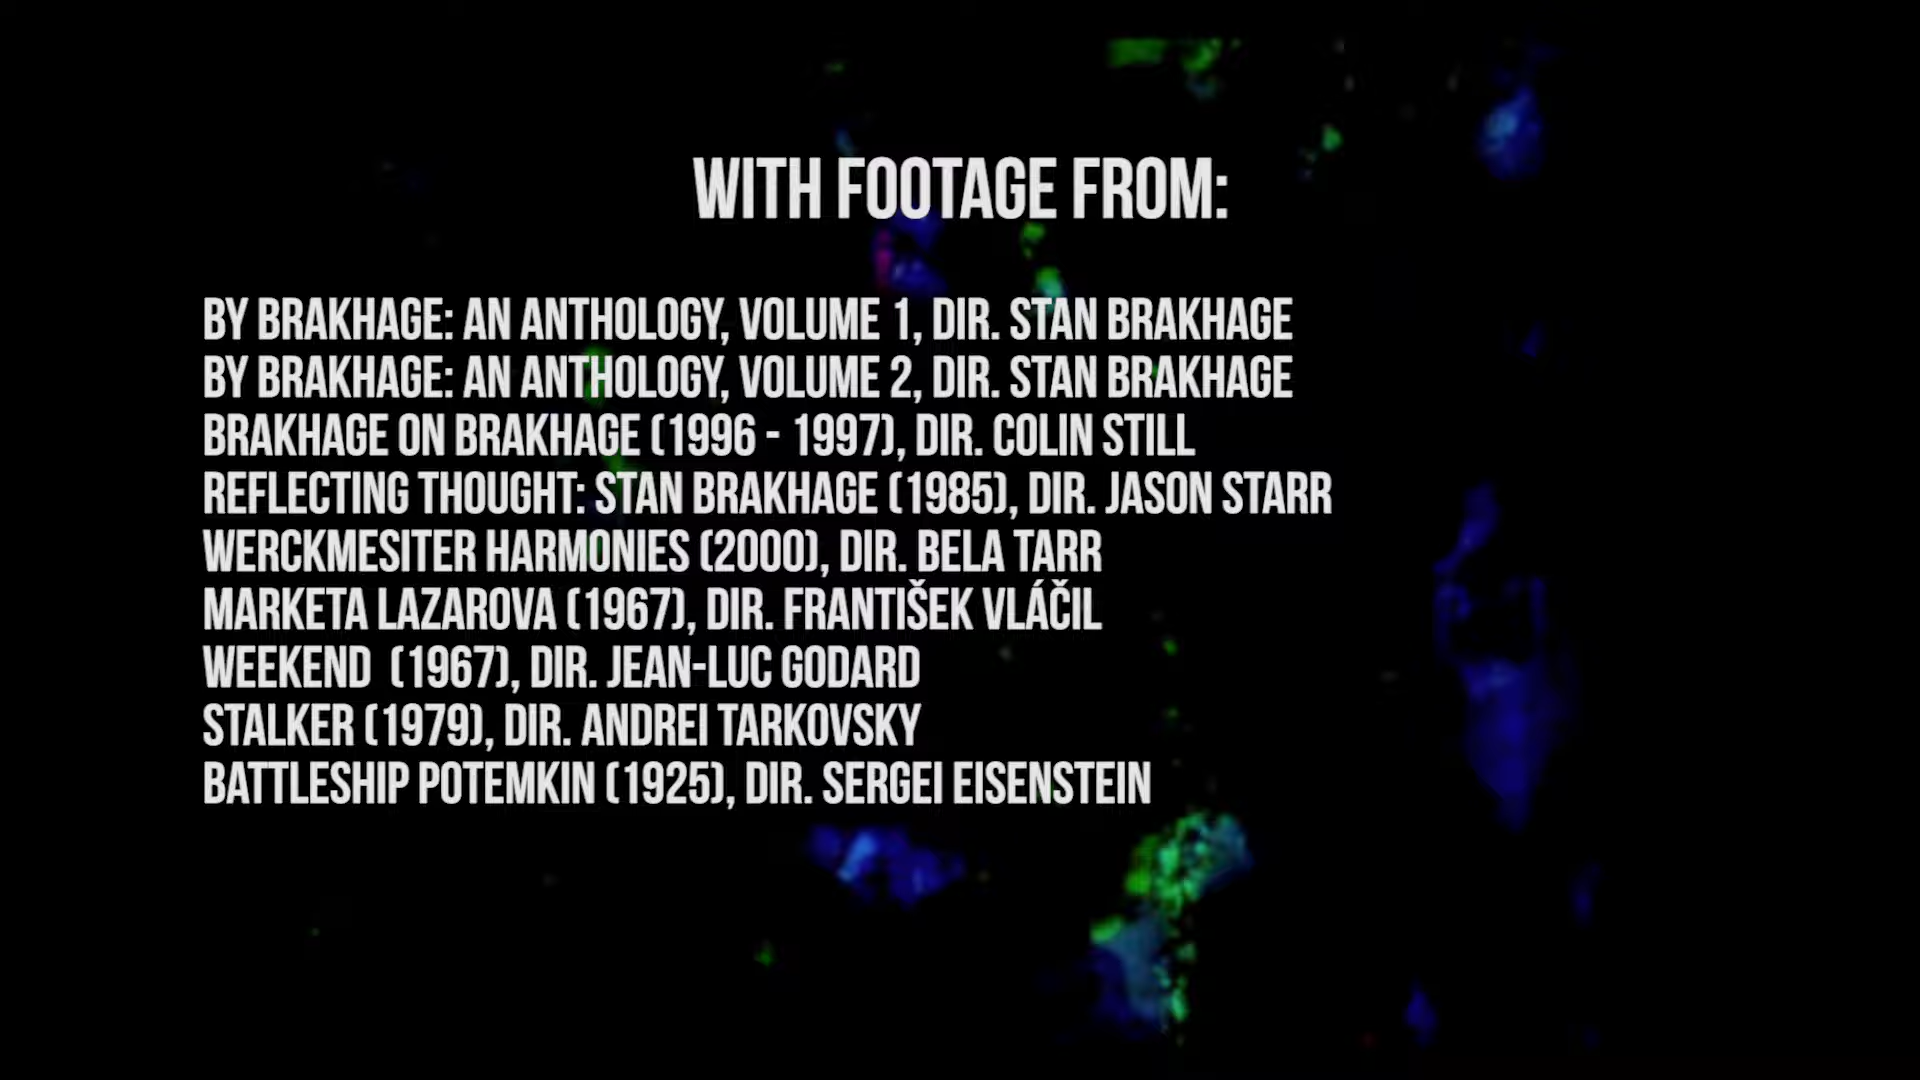 WITH FOOTAGE FROM:
BY BRAKHAGE: AN ANTHOLOGY, VOLUME 1, DIR. STAN BRAKHAGE
BY BRAKHAGE: AN ANTHOLOGY, VOLUME 2, DIR. STAN BRAKHAGE
BRAKHAGE ON BRAKHAGE (1996 - 1997), DIR. COLIN STILL
REFLECTING THOUGHT: STAN BRAKHAGE (1985), DIR. JASON STARR
WERCKMESITER HARMONIES (2000), DIR. BELA TARR
MARKETA LAZAROVA (1967), DIR. FRANTIŠEK VLÁČIL
WEEKEND  (1967), DIR. JEAN-LUC GODARD
STALKER (1979), DIR. ANDREI TARKOVSKY
BATTLESHIP POTEMKIN (1925), DIR. SERGEI EISENSTEIN